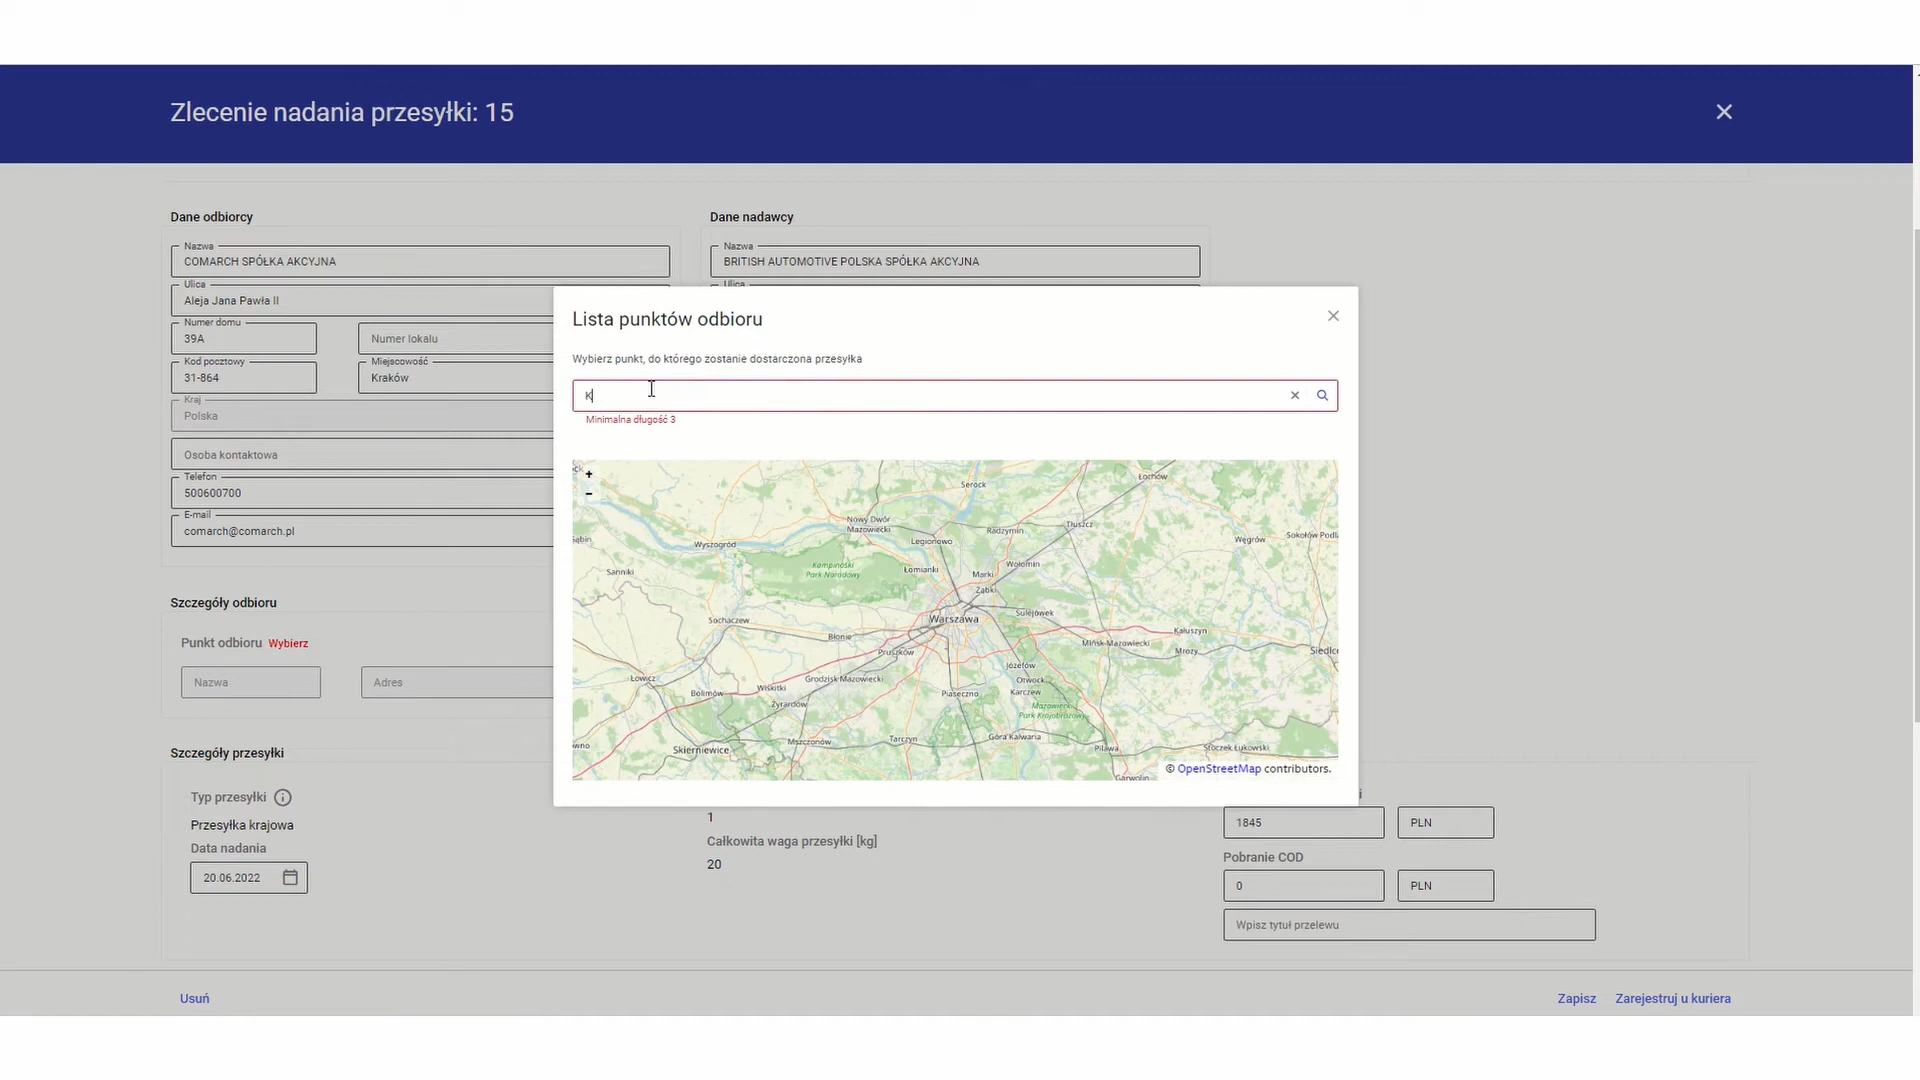 Zlecenie nadania przesyłki: 15
Dane odbiorcy
Dane nadawcy
Nazwa
COMARCH SPÓŁKA AKCYJNA
Nazwa
BRITISH AUTOMOTIVE POLSKA SPÓŁKA AKCYJNA
Ulica
Aleja Jana Pawła II
Ulica
Numer domu
39A
Numer lokalu
Kod pocztowy
31-864
Miejscowość
Kraków
Kraj
Polska
Osoba kontaktowa
Telefon
500600700
E-mail
comarch@comarch.pl
Szczegóły odbioru
Punkt odbioru Wybierz
Nazwa
Adres
Szczegóły przesyłki
Typ przesyłki
Przesyłka krajowa
Data nadania
20.06.2022
1
Całkowita waga przesyłki [kg]
20
1845
PLN
Pobranie COD
0
PLN
Wpisz tytuł przelewu
Usuń
Zapisz
Zarejestruj u kuriera
Lista punktów odbioru
Wybierz punkt, do którego zostanie dostarczona przesyłka
K
Minimalna długość 3
+
-
Serock
Łochów
Nowy Dwór
Mazowiecki
Tłuszcz
Radzymin
Wyszogród
Legionowo
Węgrów
Sokołów Podl
Kampinoski
Park Narodowy
Łomianki
Marki
Wołomin
Sanniki
Ząbki
Sochaczew
Warszawa
Sulejówek
Błonie
Mińsk Mazowiecki
Kałuszyn
Pruszków
Mrozy
Siedlce
Józefów
Łowicz
Grodzisk Mazowiecki
Otwock
Bolimów
Wiskitki
Piaseczno
Karczew
Żyrardów
Mazowiecki
Park Krajobrazowy
Skierniewice
Mszczonów
Tarczyn
Góra Kalwaria
Pilawa
Stoczek Łukowski
Garwolin
© OpenStreetMap contributors.